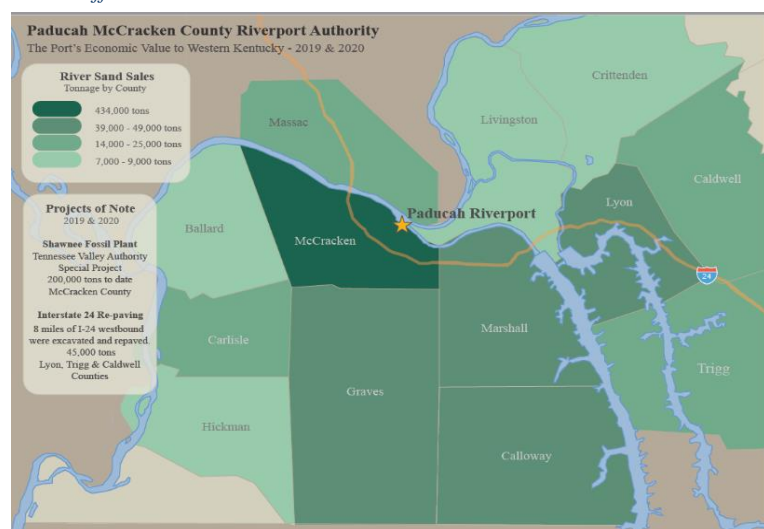 Paducah McCracken County Riverport Authority
The Port's Economic Value to Western Kentucky - 2019 & 2020
River Sand Sales
Tonnage by County
434,000 tons
39,000 - 49,000 tons
14,000 - 25,000 tons
7,000 - 9,000 tons
Projects of Note
2019 & 2020
Shawnee Fossil Plant
Tennessee Valley Authority
Special Project
200,000 tons to date
McCracken County
Interstate 24 Re-paving
8 miles of I-24 westbound
were excavated and repaved.
45,000 tons
Lyon, Trigg & Caldwell
Counties
Crittenden
Massac
Livingston
Caldwell
Lyon
Paducah Riverport
Ballard
McCracken
24
Marshall
Carlisle
Trigg
Graves
Hickman
Calloway